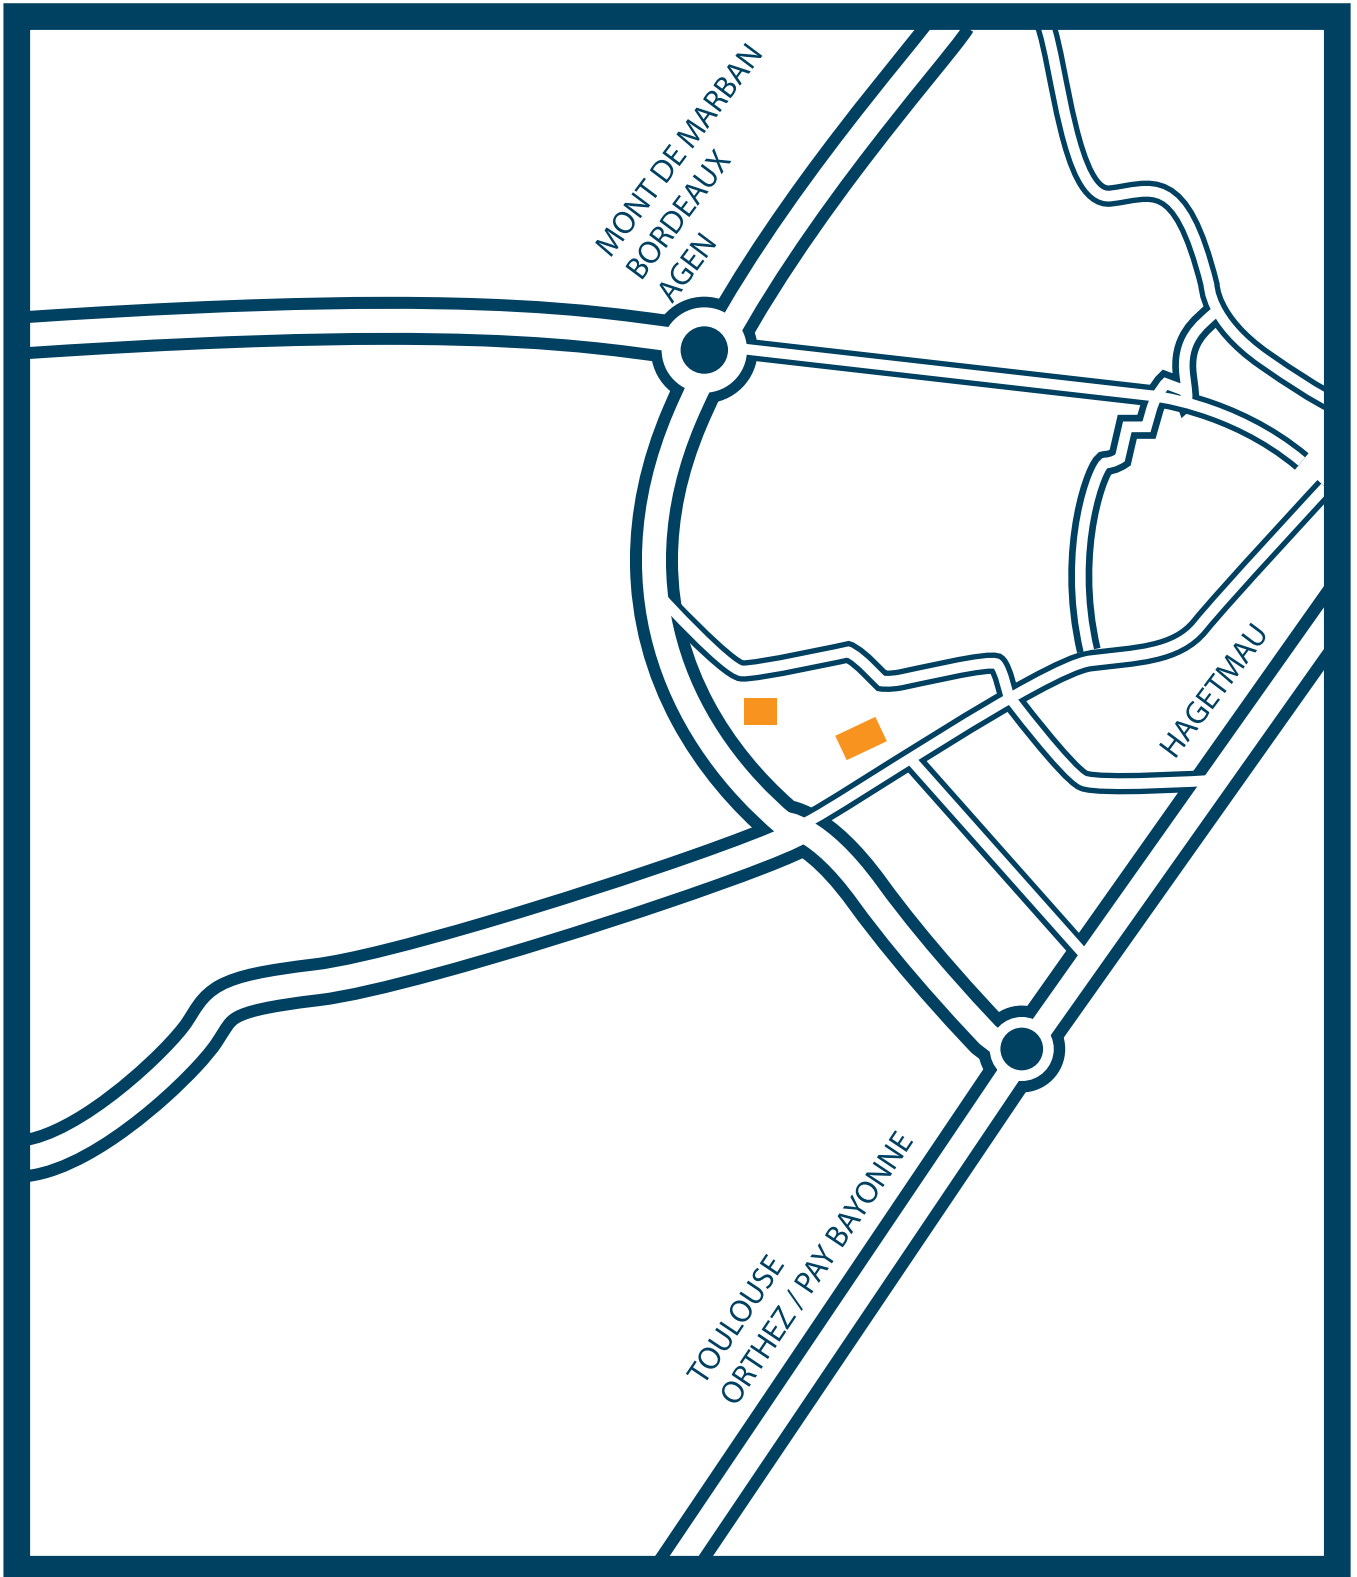 MONT DE MARBAN
BORDEAUX
AGEN
HAGETMAU
TOULOUSE
ORTHEZ / PAY BAYONNE